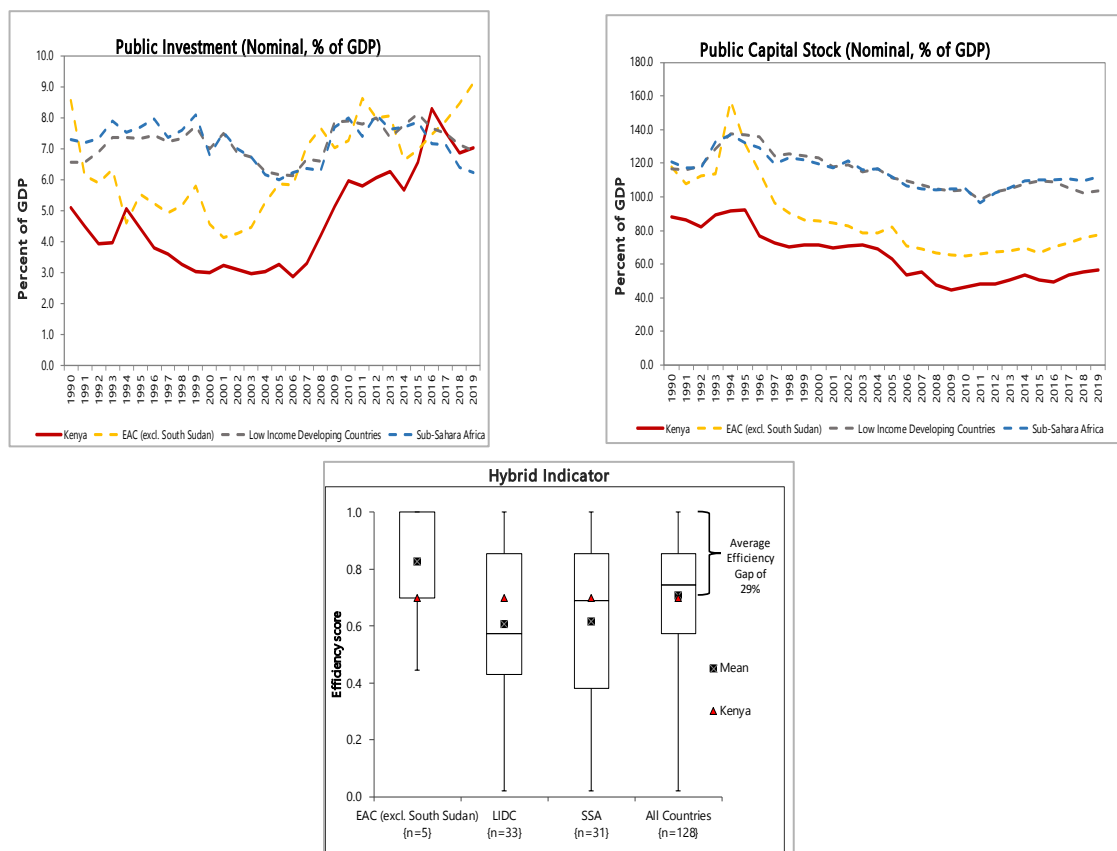 Public Investment (Nominal, % of GDP)
Percent of GDP
10.0
9.0
8.0
7.0
6.0
5.0
4.0
3.0
2.0
1.0
0.0
1990 1991 1992 1993 1994 1995 1996 1997 1998 1999 2000 2001 2002 2003 2004 2005 2006 2007 2008 2009 2010 2011 2012 2013 2014 2015 2016 2017 2018 2019
Kenya EAC (excl. South Sudan) Low Income Developing Countries Sub-Sahara Africa
Public Capital Stock (Nominal, % of GDP)
Percent of GDP
180.0
160.0
140.0
120.0
100.0
80.0
60.0
40.0
20.0
0.0
1990 1991 1992 1993 1994 1995 1996 1997 1998 1999 2000 2001 2002 2003 2004 2005 2006 2007 2008 2009 2010 2011 2012 2013 2014 2015 2016 2017 2018 2019
Kenya EAC (excl. South Sudan) Low Income Developing Countries Sub-Sahara Africa
Hybrid Indicator
Efficiency score
1.0
0.8
0.6
0.4
0.2
0.0
Average
Efficiency
Gap of
29%
Mean
Kenya
EAC (excl. South Sudan) LIDC SSA All Countries
{n=5} {n=33} {n=31} {n=128}